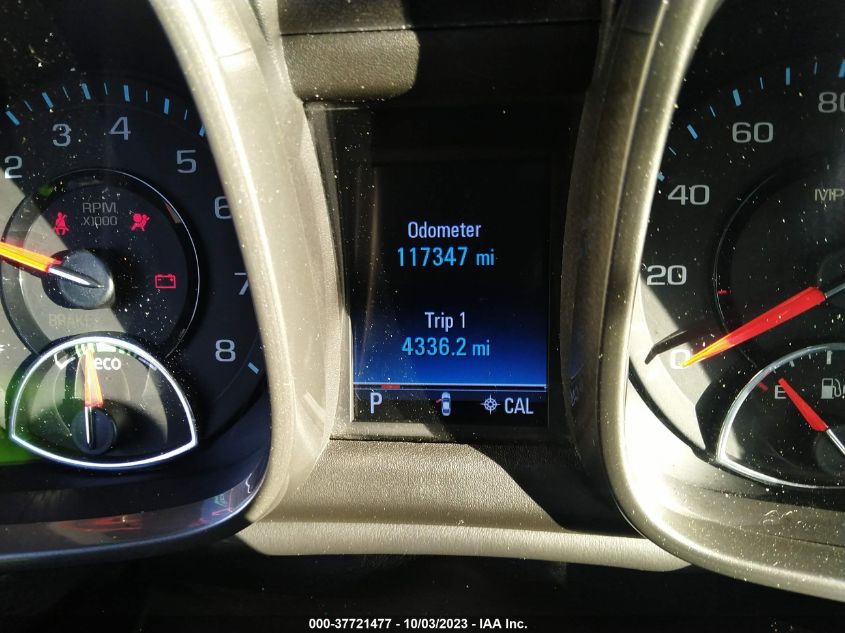 2 3 4 5 6 7 8
RPM
X1000
BRAKE
eco
Odometer
117347 mi
Trip 1
4336.2 mi
P CAL
0 20 40 60 80
E
000-37721477 - 10/03/2023 - IAA Inc.